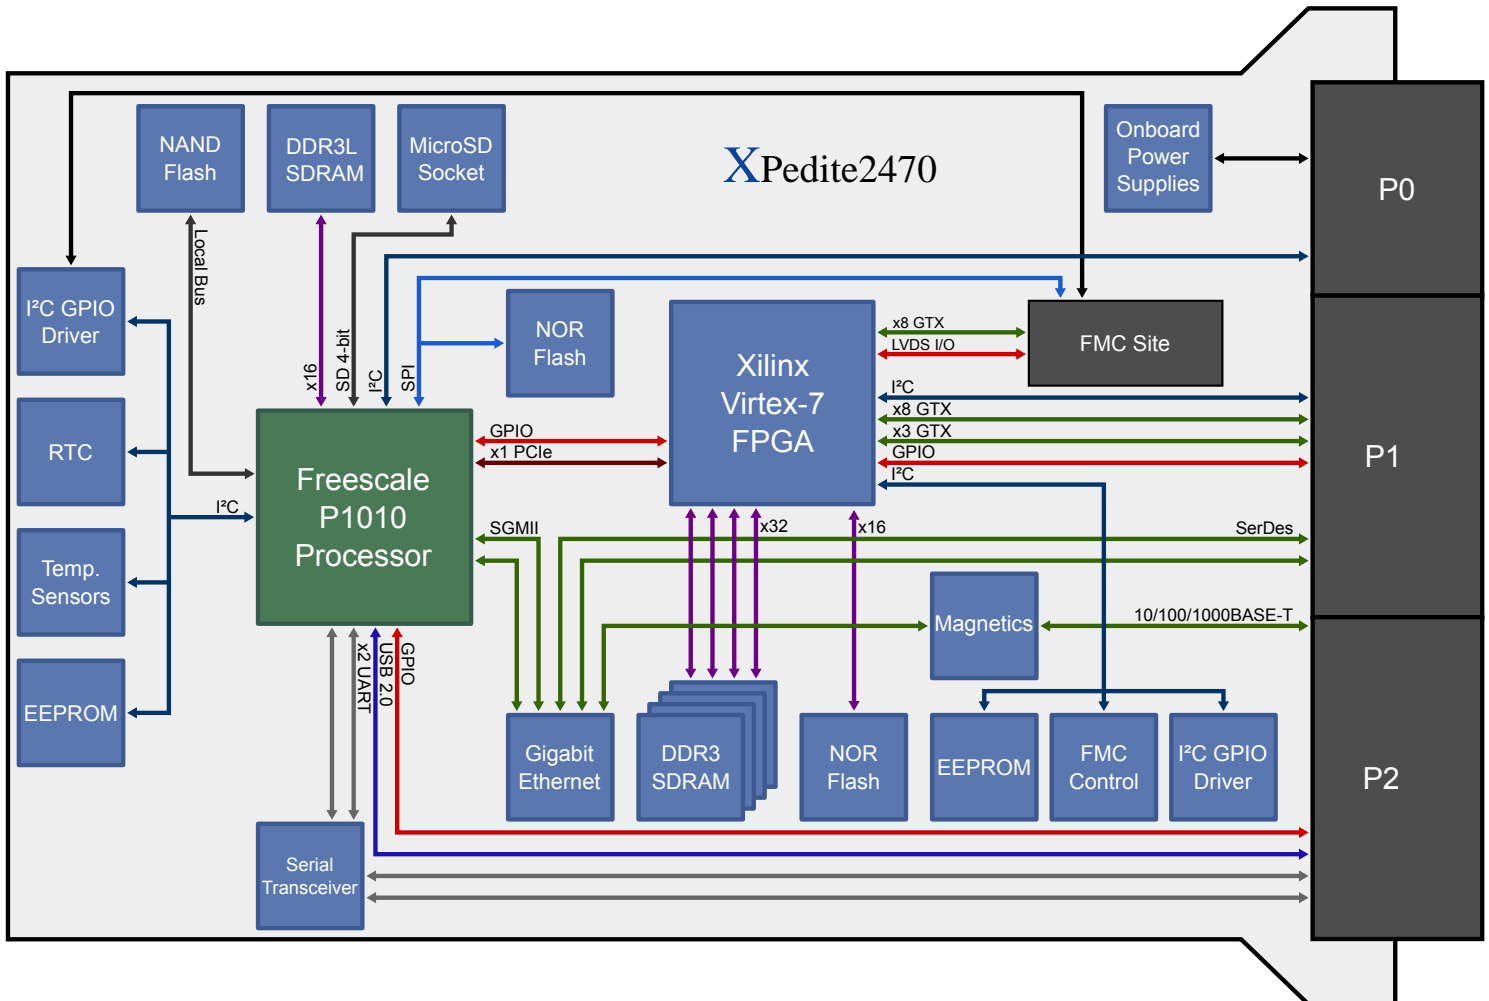 XPedite2470
NAND
Flash
DDR3L
SDRAM
MicroSD
Socket
Onboard
Power
Supplies
P0
Local Bus
I²C GPIO
Driver
x16
SD 4-bit
I²C
SPI
NOR
Flash
Xilinx
Virtex-7
FPGA
x8 GTX
LVDS I/O
FMC Site
I²C
x8 GTX
x3 GTX
GPIO
I²C
P1
RTC
GPIO
x1 PCIe
Freescale
P1010
Processor
I²C
SGMII
x32
x16
SerDes
Temp.
Sensors
Magnetics
10/100/1000BASE-T
EEPROM
x2 UART
USB 2.0
GPIO
Gigabit
Ethernet
DDR3
SDRAM
NOR
Flash
EEPROM
FMC
Control
I²C GPIO
Driver
P2
Serial
Transceiver